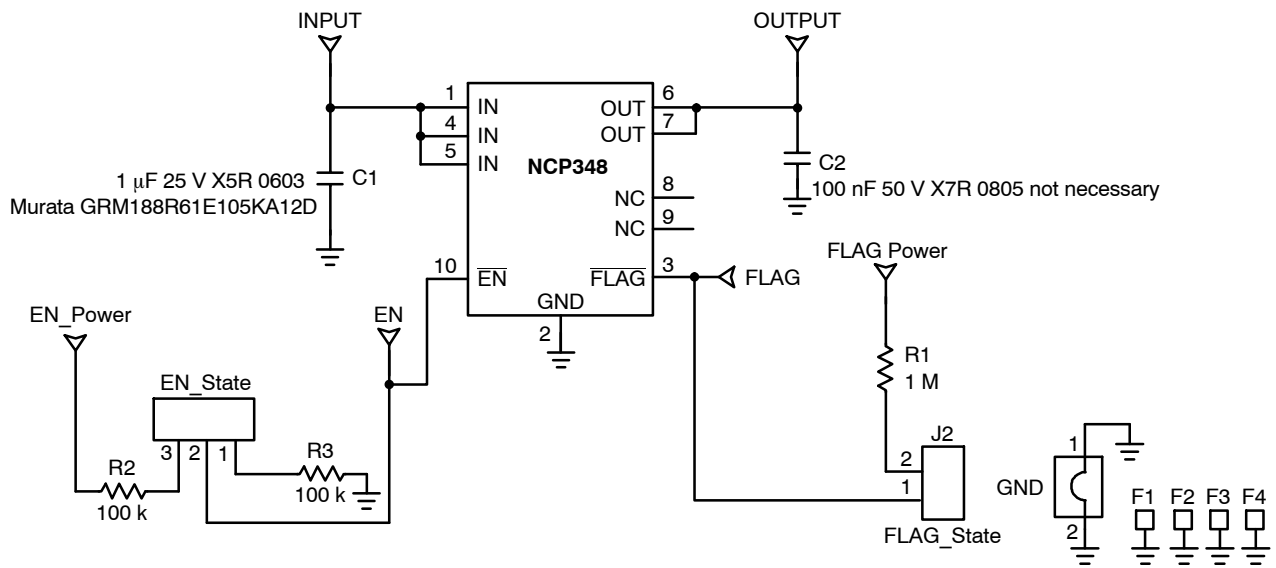 INPUT
OUTPUT
1
IN
4
IN
5
IN
OUT
6
OUT
7
NCP348
NC
8
NC
9
1 μF 25 V X5R 0603
Murata GRM188R61E105KA12D
C1
C2
100 nF 50 V X7R 0805 not necessary
10
EN
FLAG
3
FLAG
GND
2
FLAG Power
EN_Power
EN
R1
1 M
EN_State
3
2
1
R2
100 k
R3
100 k
J2
2
1
FLAG_State
1
GND
2
F1
F2
F3
F4